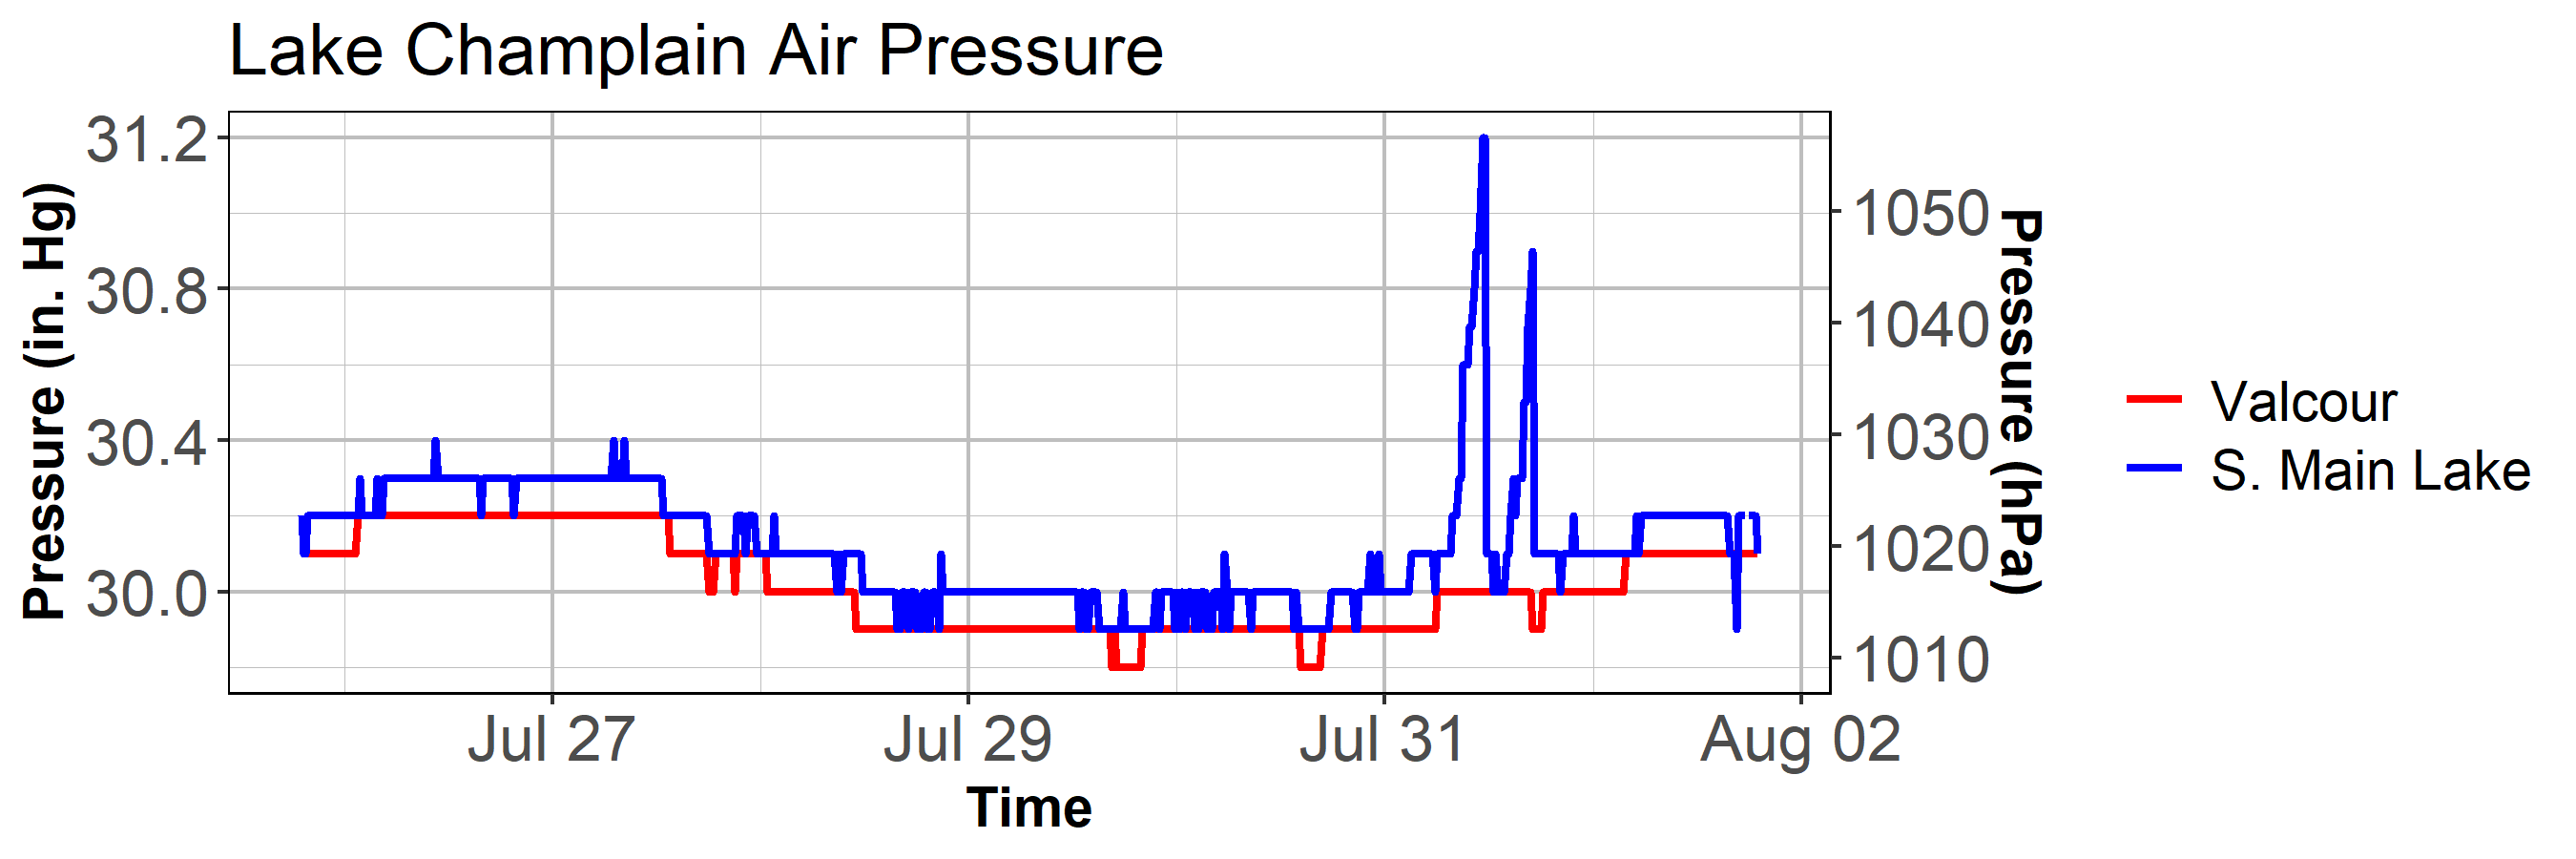 Lake Champlain Air Pressure
Pressure (in. Hg)
31.2
30.8
30.4
30.0
1050
1040
1030
1020
1010
Pressure (hPa)
Valcour
S. Main Lake
Jul 27
Jul 29
Jul 31
Aug 02
Time